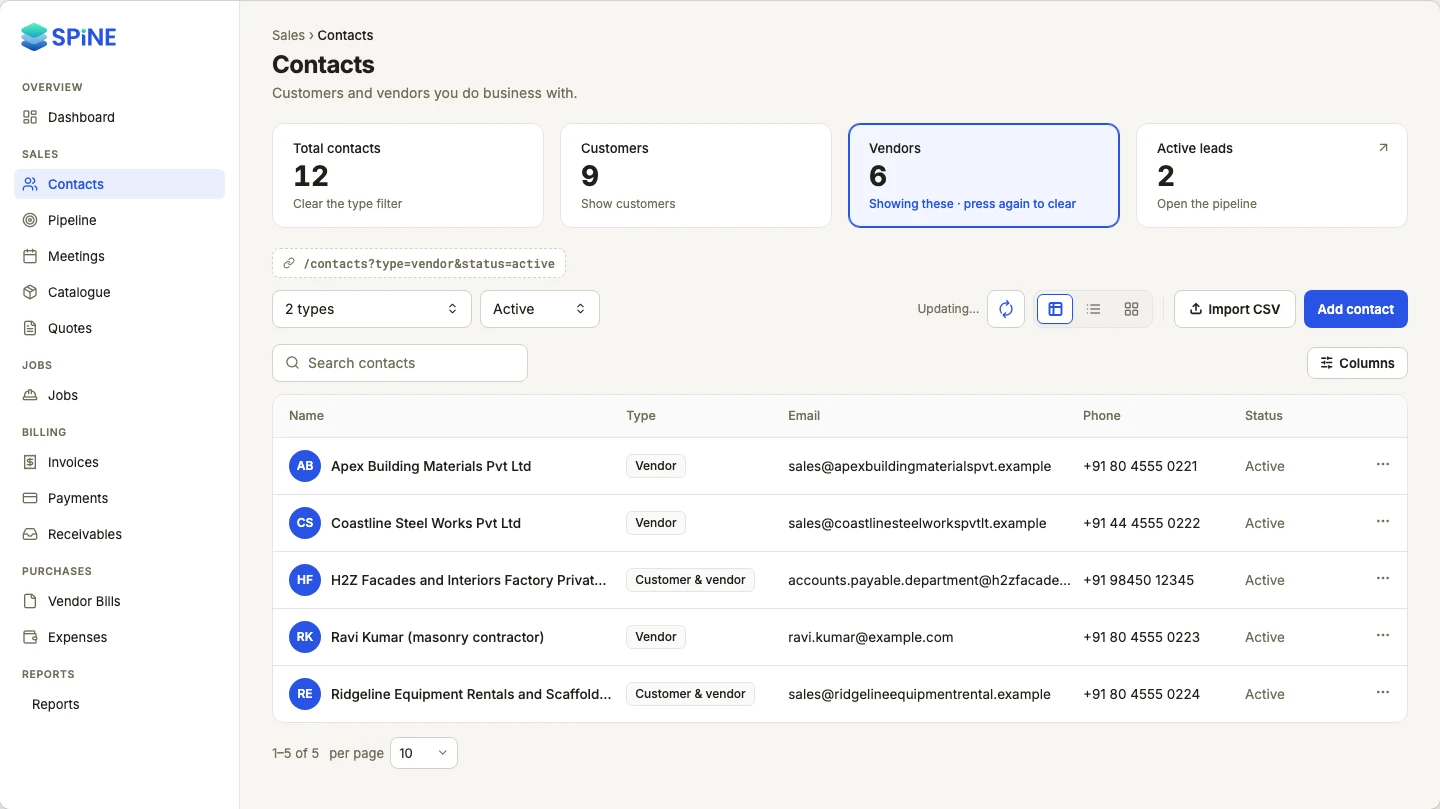 SPiNE
OVERVIEW
Dashboard
SALES
Contacts
Pipeline
Meetings
Catalogue
Quotes
JOBS
Jobs
BILLING
Invoices
Payments
Receivables
PURCHASES
Vendor Bills
Expenses
REPORTS
Reports
Sales › Contacts
Contacts
Customers and vendors you do business with.
Total contacts
12
Clear the type filter
Customers
9
Show customers
Vendors
6
Showing these · press again to clear
Active leads
2
Open the pipeline
/contacts?type=vendor&status=active
2 types Active Updating... Import CSV Add contact
Search contacts Columns
Name Type Email Phone Status
AB Apex Building Materials Pvt Ltd Vendor sales@apexbuildingmaterialspvt.example +91 80 4555 0221 Active ...
CS Coastline Steel Works Pvt Ltd Vendor sales@coastlinesteelworkspvtlt.example +91 44 4555 0222 Active ...
HF H2Z Facades and Interiors Factory Privat... Customer & vendor accounts.payable.department@h2zfacade... +91 98450 12345 Active ...
RK Ravi Kumar (masonry contractor) Vendor ravi.kumar@example.com +91 80 4555 0223 Active ...
RE Ridgeline Equipment Rentals and Scaffold... Customer & vendor sales@ridgelineequipmentrental.example +91 80 4555 0224 Active ...
1–5 of 5 per page 10